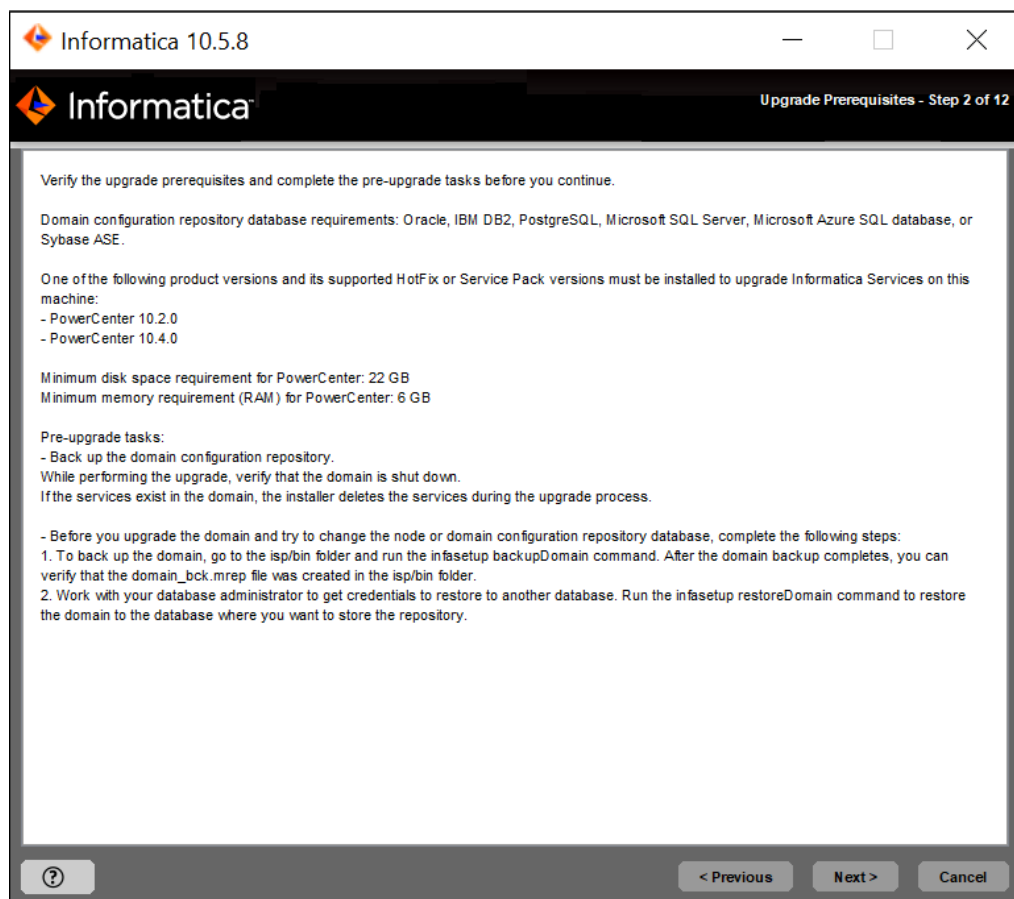 Informatica 10.5.8
Informatica
Upgrade Prerequisites - Step 2 of 12
Verify the upgrade prerequisites and complete the pre-upgrade tasks before you continue.
Domain configuration repository database requirements: Oracle, IBM DB2, PostgreSQL, Microsoft SQL Server, Microsoft Azure SQL database, or
Sybase ASE.
One of the following product versions and its supported HotFix or Service Pack versions must be installed to upgrade Informatica Services on this
machine:
- PowerCenter 10.2.0
- PowerCenter 10.4.0
Minimum disk space requirement for PowerCenter: 22 GB
Minimum memory requirement (RAM) for PowerCenter: 6 GB
Pre-upgrade tasks:
- Back up the domain configuration repository.
While performing the upgrade, verify that the domain is shut down.
If the services exist in the domain, the installer deletes the services during the upgrade process.
- Before you upgrade the domain and try to change the node or domain configuration repository database, complete the following steps:
1. To back up the domain, go to the isp/bin folder and run the infasetup backupDomain command. After the domain backup completes, you can
verify that the domain_bck.mrep file was created in the isp/bin folder.
2. Work with your database administrator to get credentials to restore to another database. Run the infasetup restoreDomain command to restore
the domain to the database where you want to store the repository.
?
< Previous
Next >
Cancel